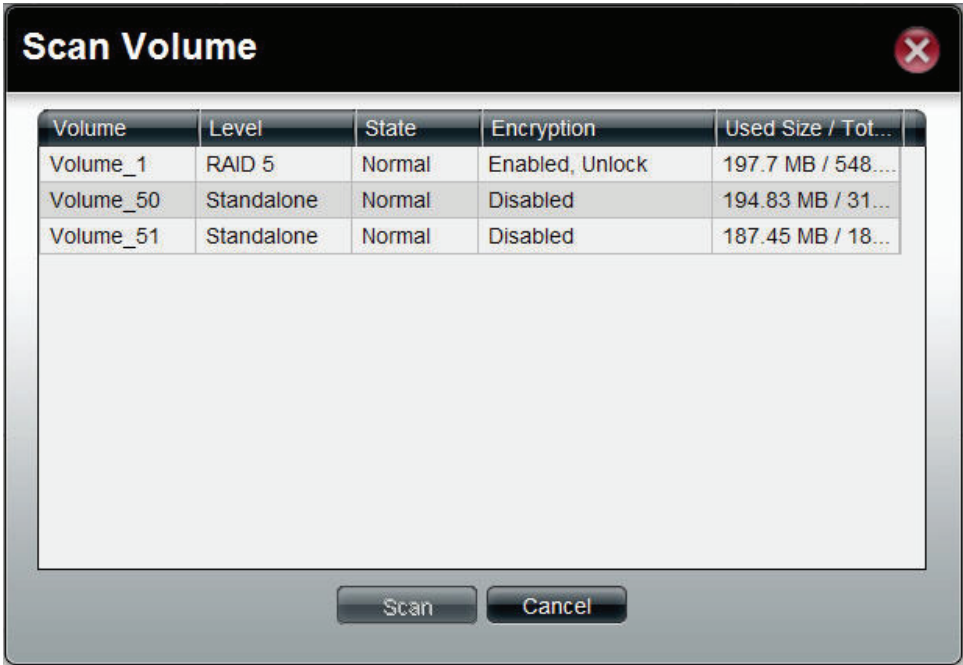 Scan Volume
Volume Level State Encryption Used Size / Tot...
Volume_1 RAID 5 Normal Enabled, Unlock 197.7 MB / 548....
Volume_50 Standalone Normal Disabled 194.83 MB / 31...
Volume_51 Standalone Normal Disabled 187.45 MB / 18...
Scan Cancel